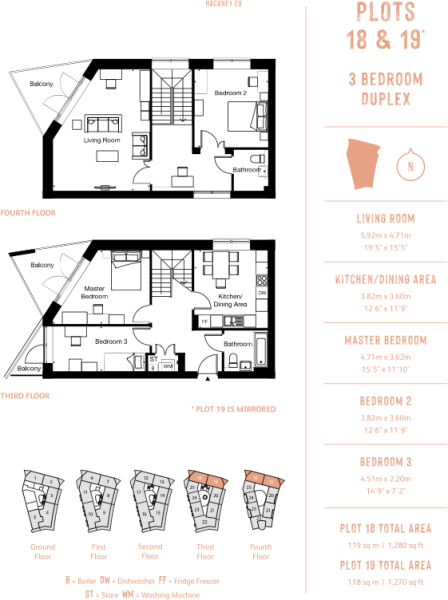 HACKNEY E9
PLOTS
18 & 19*
3 BEDROOM
DUPLEX
Balcony
Bedroom 2
Living Room
Bathroom
FOURTH FLOOR
N
LIVING ROOM
5.92m x 4.71m
19'5" x 15'5"
KITCHEN/DINING AREA
3.82m x 3.60m
12'6" x 11'9"
MASTER BEDROOM
4.71m x 3.62m
15'5" x 11'10"
BEDROOM 2
3.82m x 3.60m
12'6" x 11'9"
BEDROOM 3
4.51m x 2.20m
14'9" x 7'2"
PLOT 18 TOTAL AREA
119 sq m | 1,280 sq ft
PLOT 19 TOTAL AREA
118 sq m | 1,270 sq ft
Balcony
Master
Bedroom
Kitchen/
Dining Area
DW
FF
Bedroom 3
Bathroom
ST
B
WM
Balcony
THIRD FLOOR
* PLOT 19 IS MIRRORED
Ground
Floor
First
Floor
Second
Floor
Third
Floor
Fourth
Floor
B = Boiler DW = Dishwasher FF = Fridge Freezer
ST = Store WM = Washing Machine